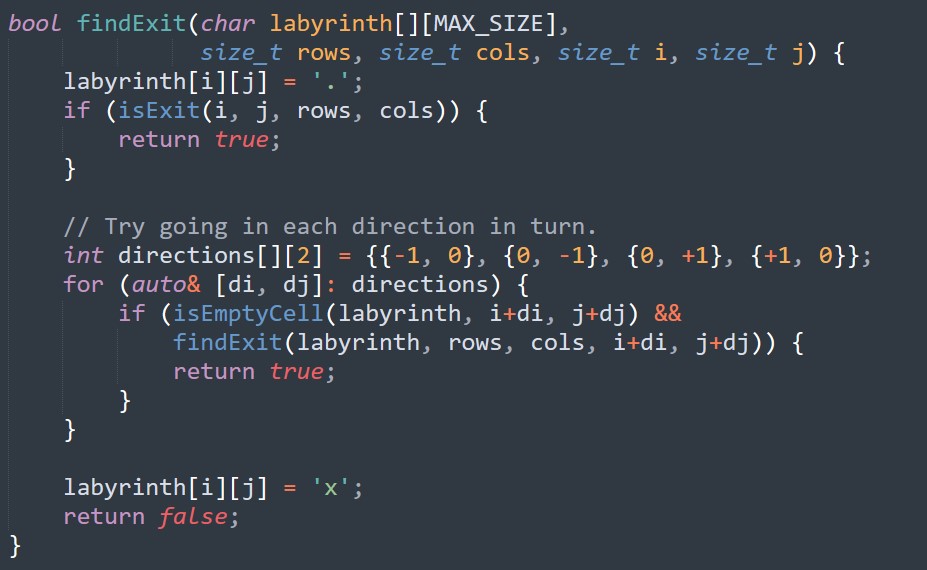 bool findExit(char labyrinth[][MAX_SIZE],
              size_t rows, size_t cols, size_t i, size_t j) {
    labyrinth[i][j] = '.';
    if (isExit(i, j, rows, cols)) {
        return true;
    }

    // Try going in each direction in turn.
    int directions[][2] = {{-1, 0}, {0, -1}, {0, +1}, {+1, 0}};
    for (auto& [di, dj]: directions) {
        if (isEmptyCell(labyrinth, i+di, j+dj) &&
            findExit(labyrinth, rows, cols, i+di, j+dj)) {
            return true;
        }
    }

    labyrinth[i][j] = 'x';
    return false;
}